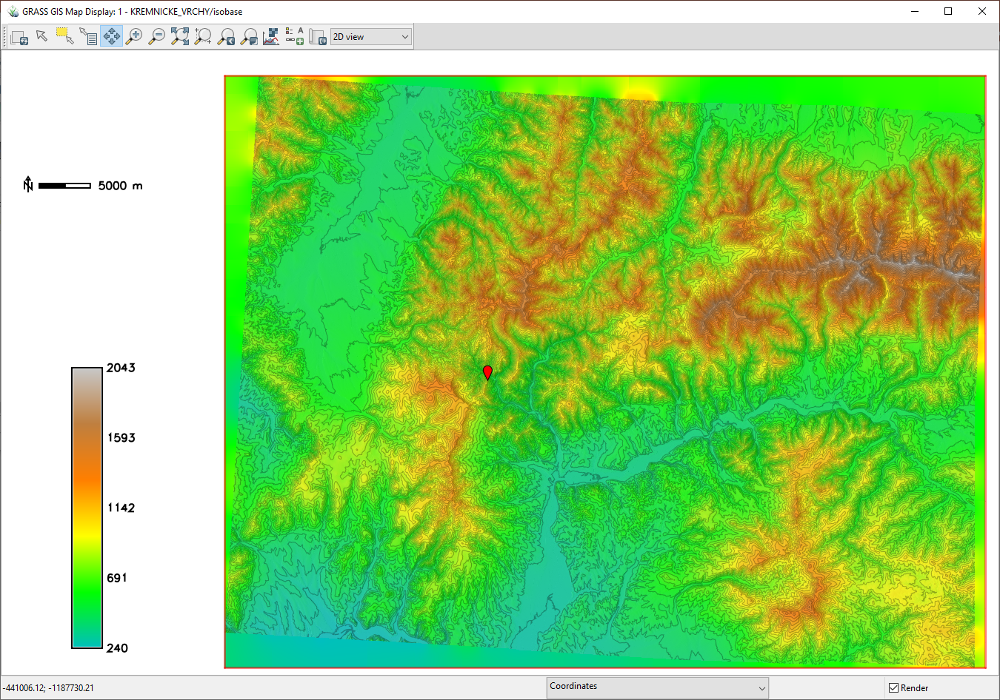 GRASS GIS Map Display: 1 - KREMNICKE_VRCHY/isobase
A
2D view
N
5000 m
2043
1593
1142
691
240
-441006.12; -1187730.21
Coordinates
Render